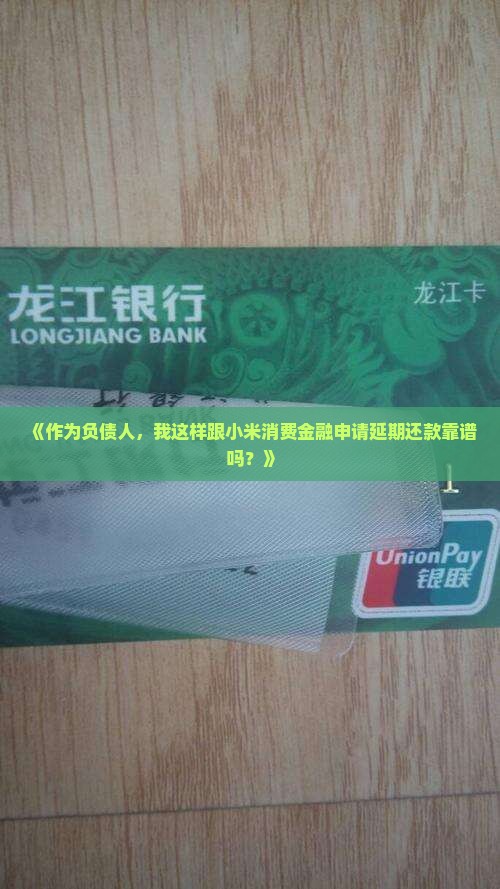 龙江银行
龙江卡
LONGJIANG BANK
《作为负债人，我这样跟小米消费金融申请延期还款靠谱
吗？》
1
UnionPay
银联